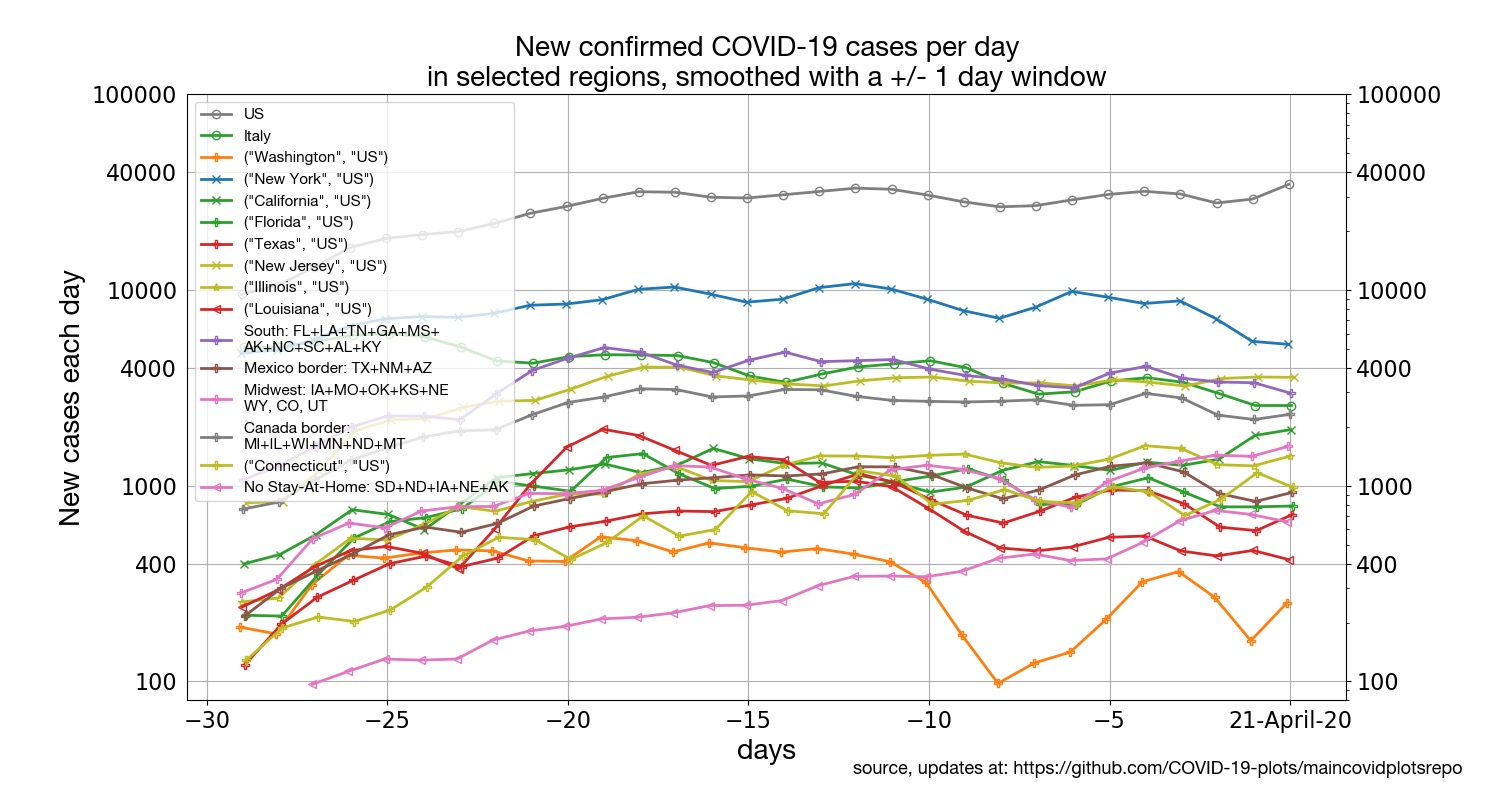 New confirmed COVID-19 cases per day
in selected regions, smoothed with a +/- 1 day window
100000
40000
10000
4000
1000
400
100
New cases each day
US
Italy
("Washington", "US")
("New York", "US")
("California", "US")
("Florida", "US")
("Texas", "US")
("New Jersey", "US")
("Illinois", "US")
("Louisiana", "US")
South: FL+LA+TN+GA+MS+
AK+NC+SC+AL+KY
Mexico border: TX+NM+AZ
Midwest: IA+MO+OK+KS+NE
WY, CO, UT
Canada border:
MI+IL+WI+MN+ND+MT
("Connecticut", "US")
No Stay-At-Home: SD+ND+IA+NE+AK
100000
40000
10000
4000
1000
400
100
−30 −25 −20 −15 −10 −5 21-April-20
days
source, updates at: https://github.com/COVID-19-plots/maincovidplotsrepo